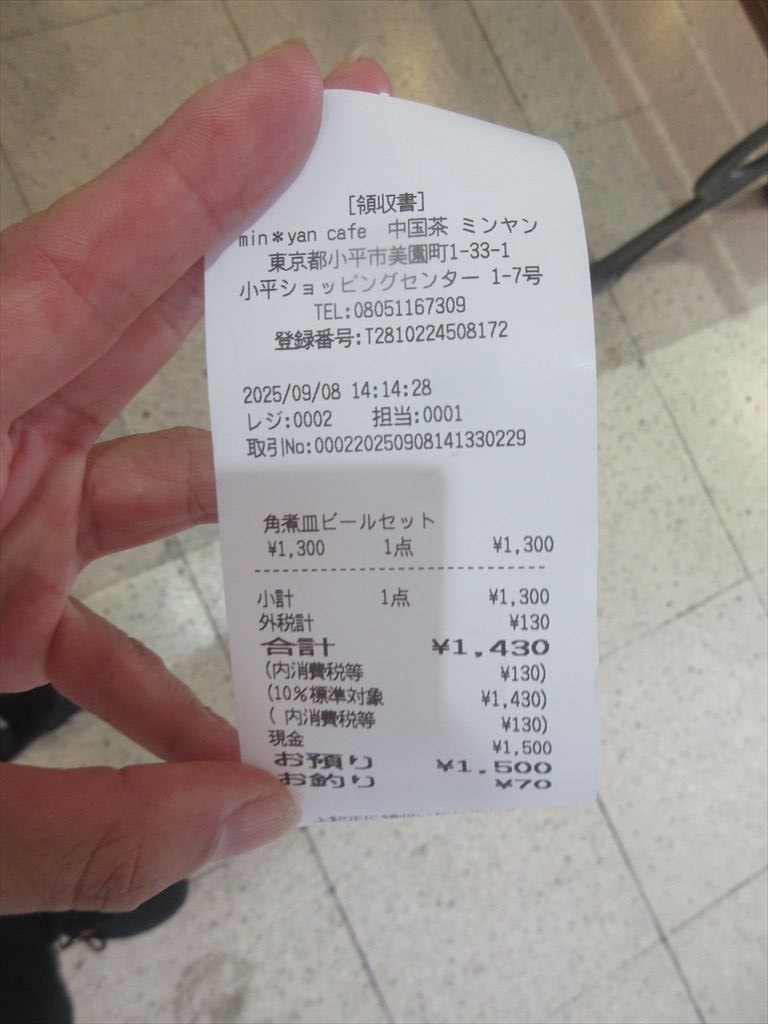 [領収書]
min＊yan cafe 中国茶 ミンヤン
東京都小平市美園町1-33-1
小平ショッピングセンター 1-7号
TEL:08051167309
登録番号:T2810224508172
2025/09/08 14:14:28
レジ:0002 担当:0001
取引No:000220250908141330229
角煮皿ビールセット
¥1,300 1点 ¥1,300
小計 1点 ¥1,300
外税計 ¥130
合計 ¥1,430
(内消費税等 ¥130)
(10%標準対象 ¥1,430)
( 内消費税等 ¥130)
現金 ¥1,500
お預り ¥1,500
お釣り ¥70